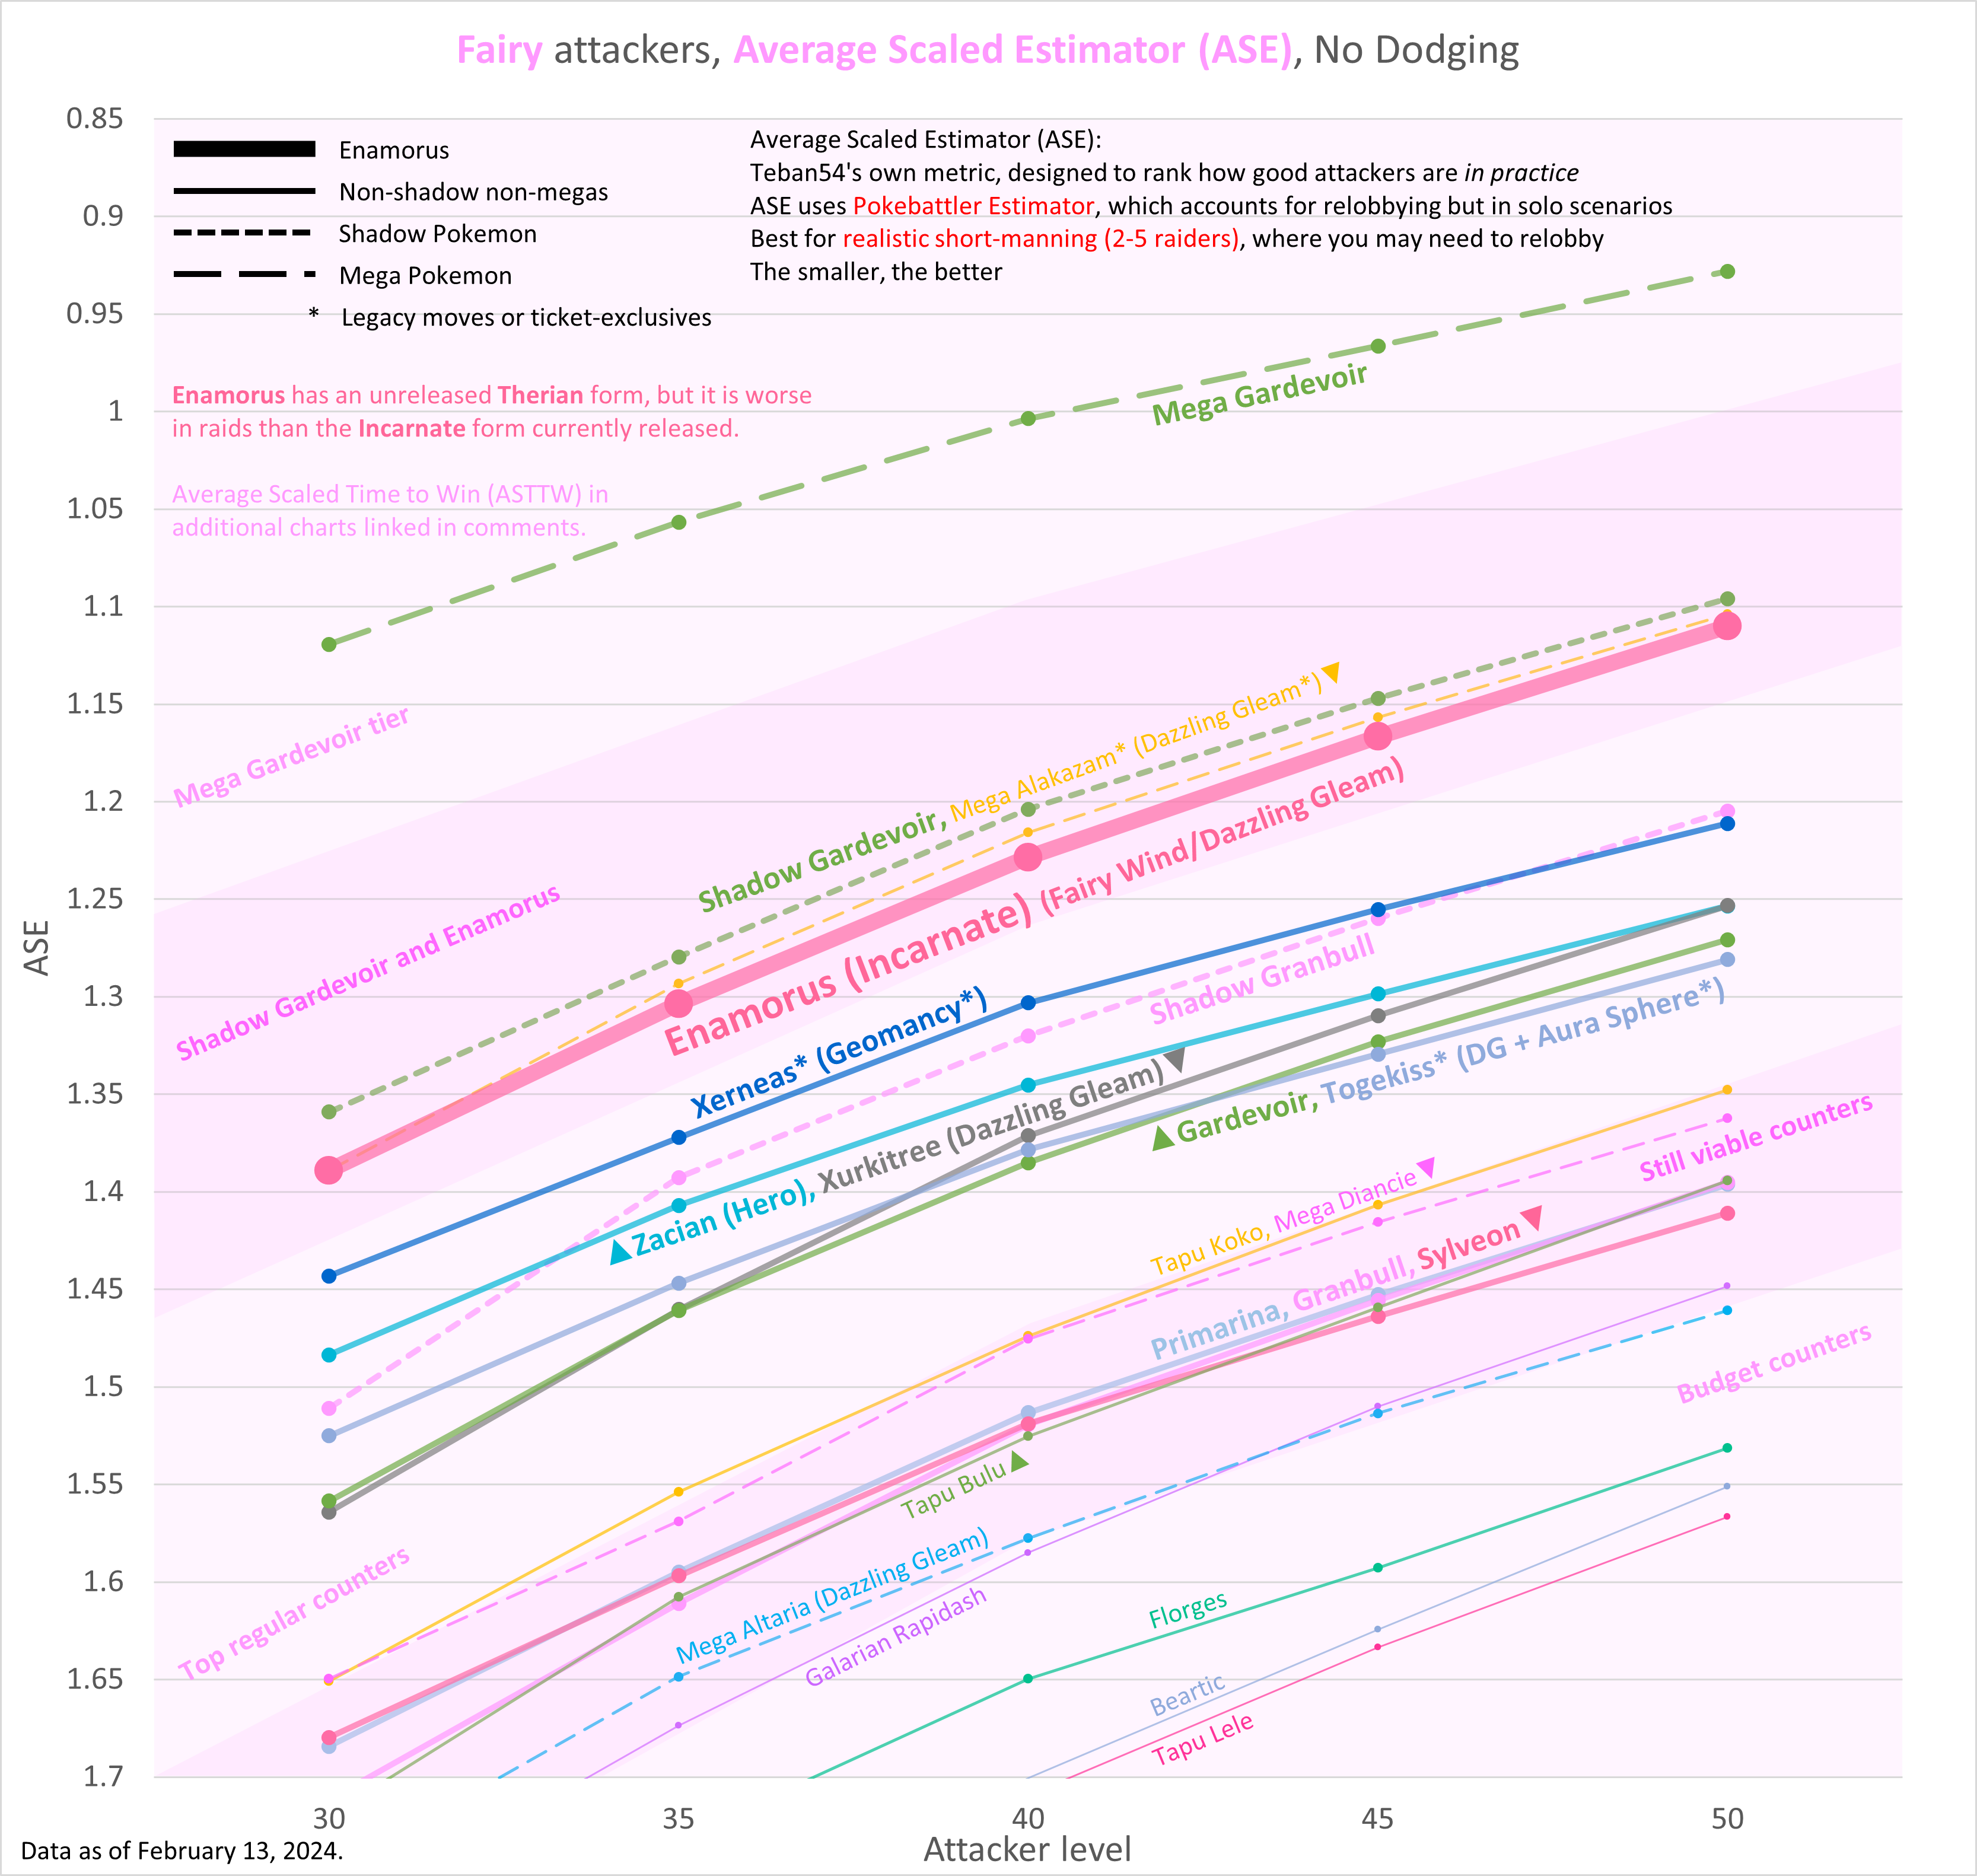 Fairy attackers, Average Scaled Estimator (ASE), No Dodging
0.85
0.9
0.95
1
1.05
1.1
1.15
1.2
1.25
1.3
1.35
1.4
1.45
1.5
1.55
1.6
1.65
1.7
ASE
Enamorus
Non-shadow non-megas
Shadow Pokemon
Mega Pokemon
* Legacy moves or ticket-exclusives
Average Scaled Estimator (ASE):
Teban54's own metric, designed to rank how good attackers are in practice
ASE uses Pokebattler Estimator, which accounts for relobbying but in solo scenarios
Best for realistic short-manning (2-5 raiders), where you may need to relobby
The smaller, the better
Enamorus has an unreleased Therian form, but it is worse
in raids than the Incarnate form currently released.
Average Scaled Time to Win (ASTTW) in
additional charts linked in comments.
Mega Gardevoir
Mega Gardevoir tier
Shadow Gardevoir, Mega Alakazam* (Dazzling Gleam*)
Enamorus (Incarnate) (Fairy Wind/Dazzling Gleam)
Shadow Gardevoir and Enamorus
Xerneas* (Geomancy*)
Shadow Granbull
Zacian (Hero), Xurkitree (Dazzling Gleam)
Gardevoir, Togekiss* (DG + Aura Sphere*)
Tapu Koko, Mega Diancie
Still viable counters
Primarina, Granbull, Sylveon
Budget counters
Tapu Bulu
Top regular counters
Mega Altaria (Dazzling Gleam)
Galarian Rapidash
Florges
Beartic
Tapu Lele
30
35
40
45
50
Attacker level
Data as of February 13, 2024.